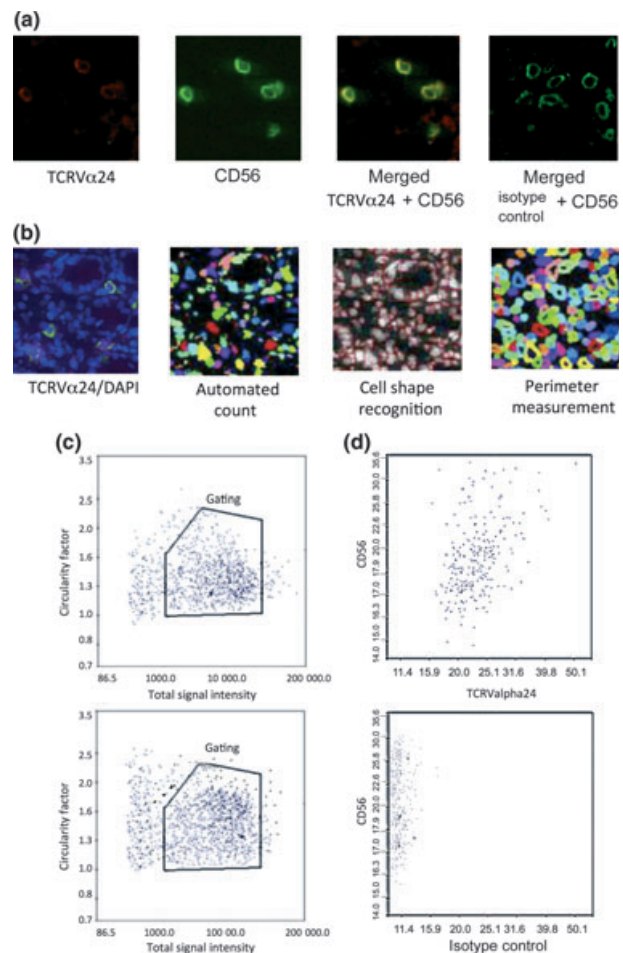 (a)
TCRVα24
CD56
Merged
TCRVα24 + CD56
Merged
isotype
control + CD56
(b)
TCRVα24/DAPI
Automated
count
Cell shape
recognition
Perimeter
measurement
(c)
Gating
Circularity factor
3.5
2.5
2.0
1.6
1.3
1.0
0.8
0.7
86.5 1000.0 10 000.0 200 000.0
Total signal intensity
(d)
CD56
35.6
30.0
25.8
22.6
20.0
17.9
17.0
16.3
15.0
14.0
11.4 15.9 20.0 25.1 31.6 39.8 50.1
TCRValpha24
Gating
Circularity factor
3.5
2.5
2.0
1.6
1.3
1.0
0.8
0.7
86.5 1000.0 100 00.0 200 000.0
Total signal intensity
CD56
35.6
30.0
25.8
22.6
20.0
17.9
17.0
16.3
15.0
14.0
11.4 15.9 20.0 25.1 31.6 39.8 50.1
Isotype control